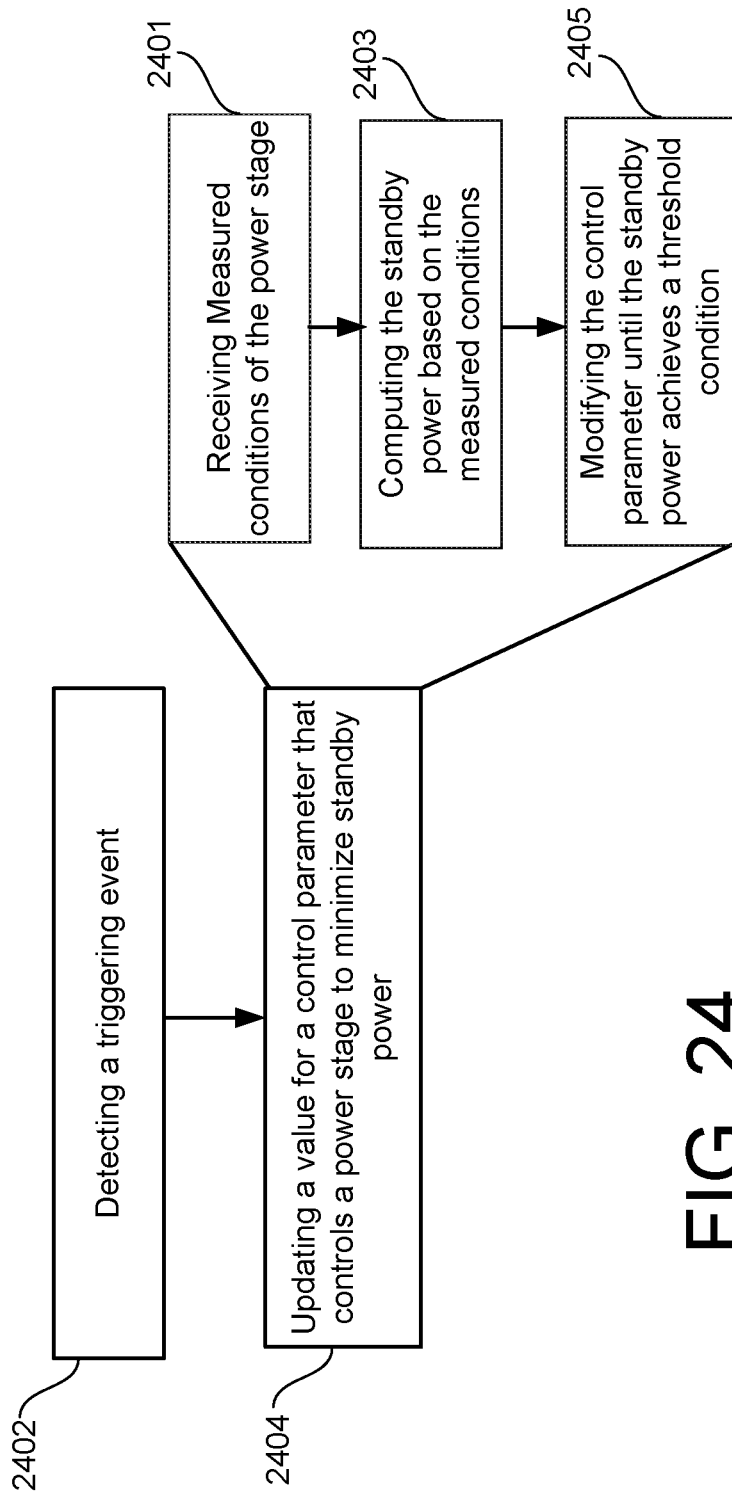 2402
Detecting a triggering event
2404
Updating a value for a control parameter that
controls a power stage to minimize standby
power
2401
Receiving Measured
conditions of the power stage
2403
Computing the standby
power based on the
measured conditions
2405
Modifying the control
parameter until the standby
power achieves a threshold
condition
FIG. 24